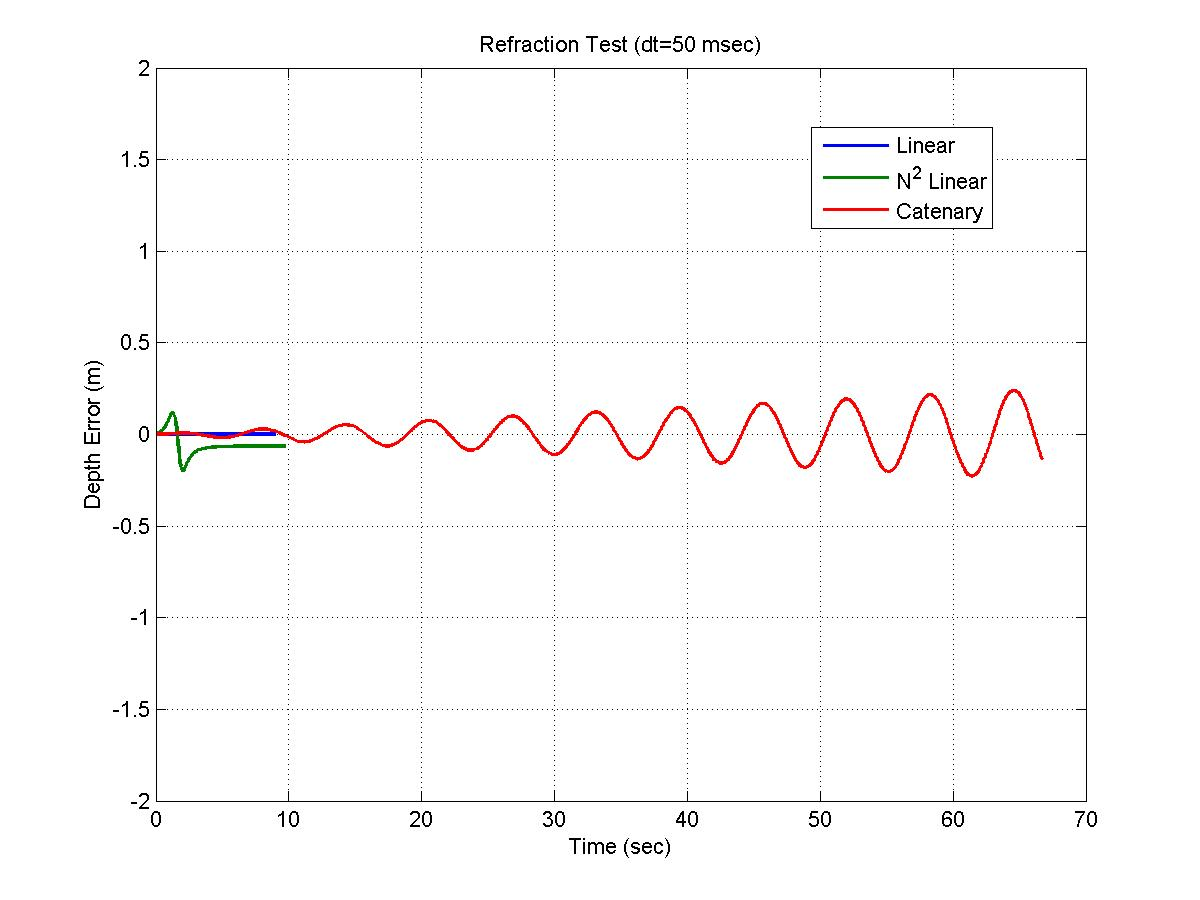 Refraction Test (dt=50 msec)
2
1.5
1
0.5
0
-0.5
-1
-1.5
-2
Depth Error (m)
Linear
N² Linear
Catenary
0 10 20 30 40 50 60 70
Time (sec)